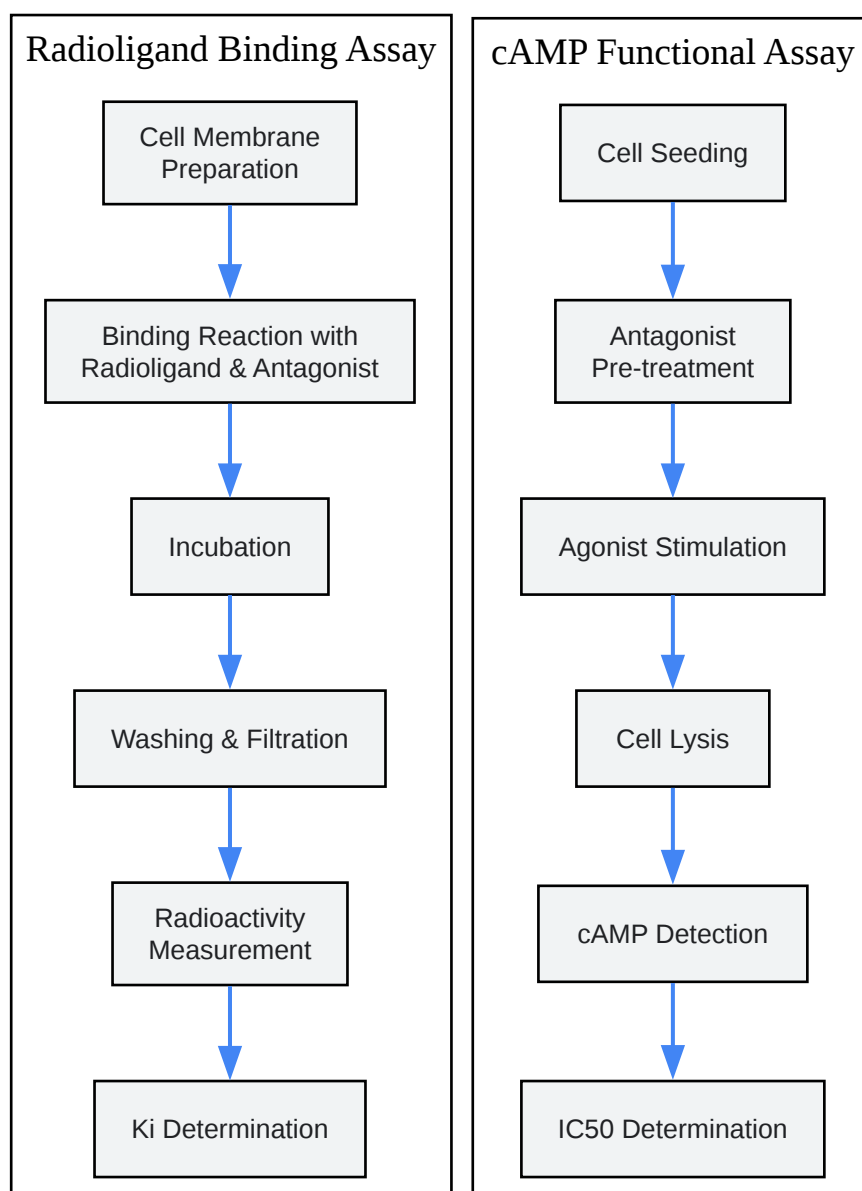 Radioligand Binding Assay
Cell Membrane
Preparation
Binding Reaction with
Radioligand & Antagonist
Incubation
Washing & Filtration
Radioactivity
Measurement
Ki Determination
cAMP Functional Assay
Cell Seeding
Antagonist
Pre-treatment
Agonist Stimulation
Cell Lysis
cAMP Detection
IC50 Determination